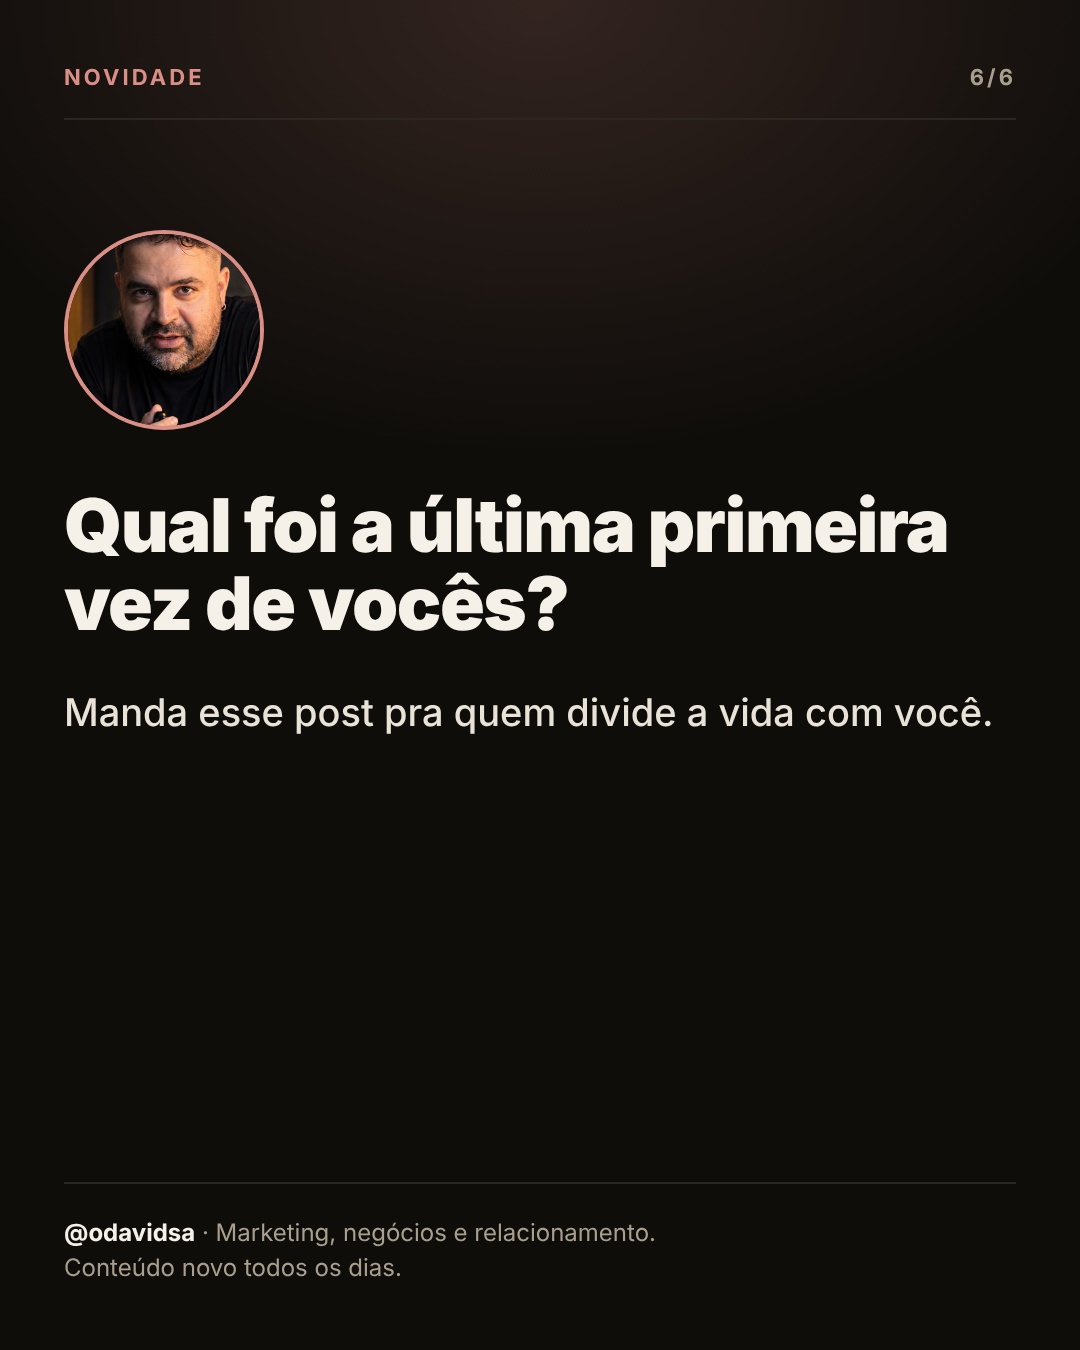 NOVIDADE
6/6
Qual foi a última primeira
vez de vocês?
Manda esse post pra quem divide a vida com você.
@odavidsa · Marketing, negócios e relacionamento.
Conteúdo novo todos os dias.